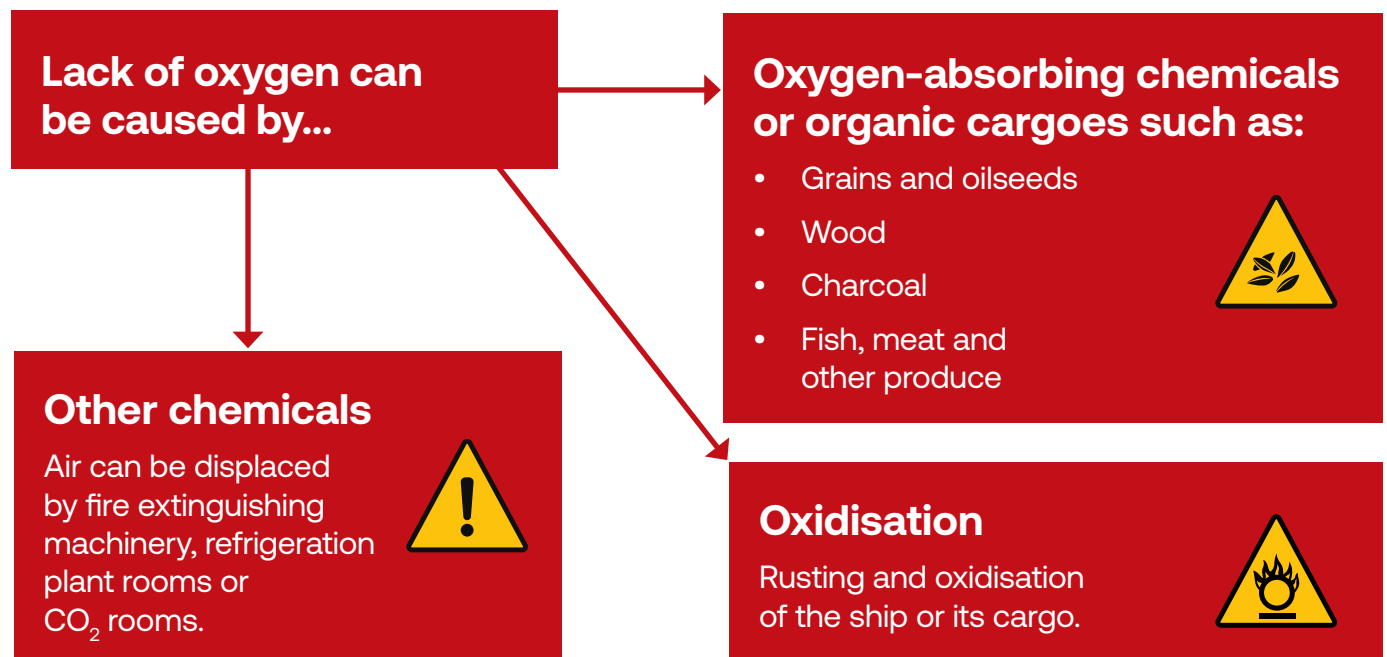 Lack of oxygen can
be caused by...
Oxygen-absorbing chemicals
or organic cargoes such as:
• Grains and oilseeds
• Wood
• Charcoal
• Fish, meat and
other produce
Other chemicals
Air can be displaced
by fire extinguishing
machinery, refrigeration
plant rooms or
CO₂ rooms.
Oxidisation
Rusting and oxidisation
of the ship or its cargo.